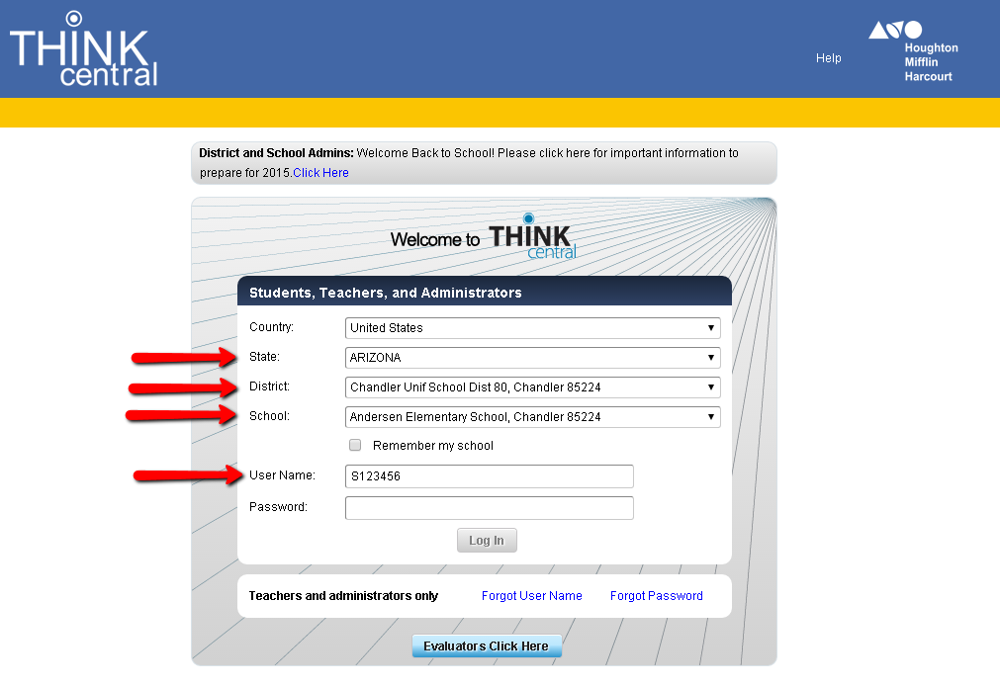 THINK
central
Help
Houghton
Mifflin
Harcourt
District and School Admins: Welcome Back to School! Please click here for important information to
prepare for 2015.Click Here
Welcome to THINK
central
Students, Teachers, and Administrators
Country: United States
State: ARIZONA
District: Chandler Unif School Dist 80, Chandler 85224
School: Andersen Elementary School, Chandler 85224
Remember my school
User Name: S123456
Password:
Log In
Teachers and administrators only Forgot User Name Forgot Password
Evaluators Click Here